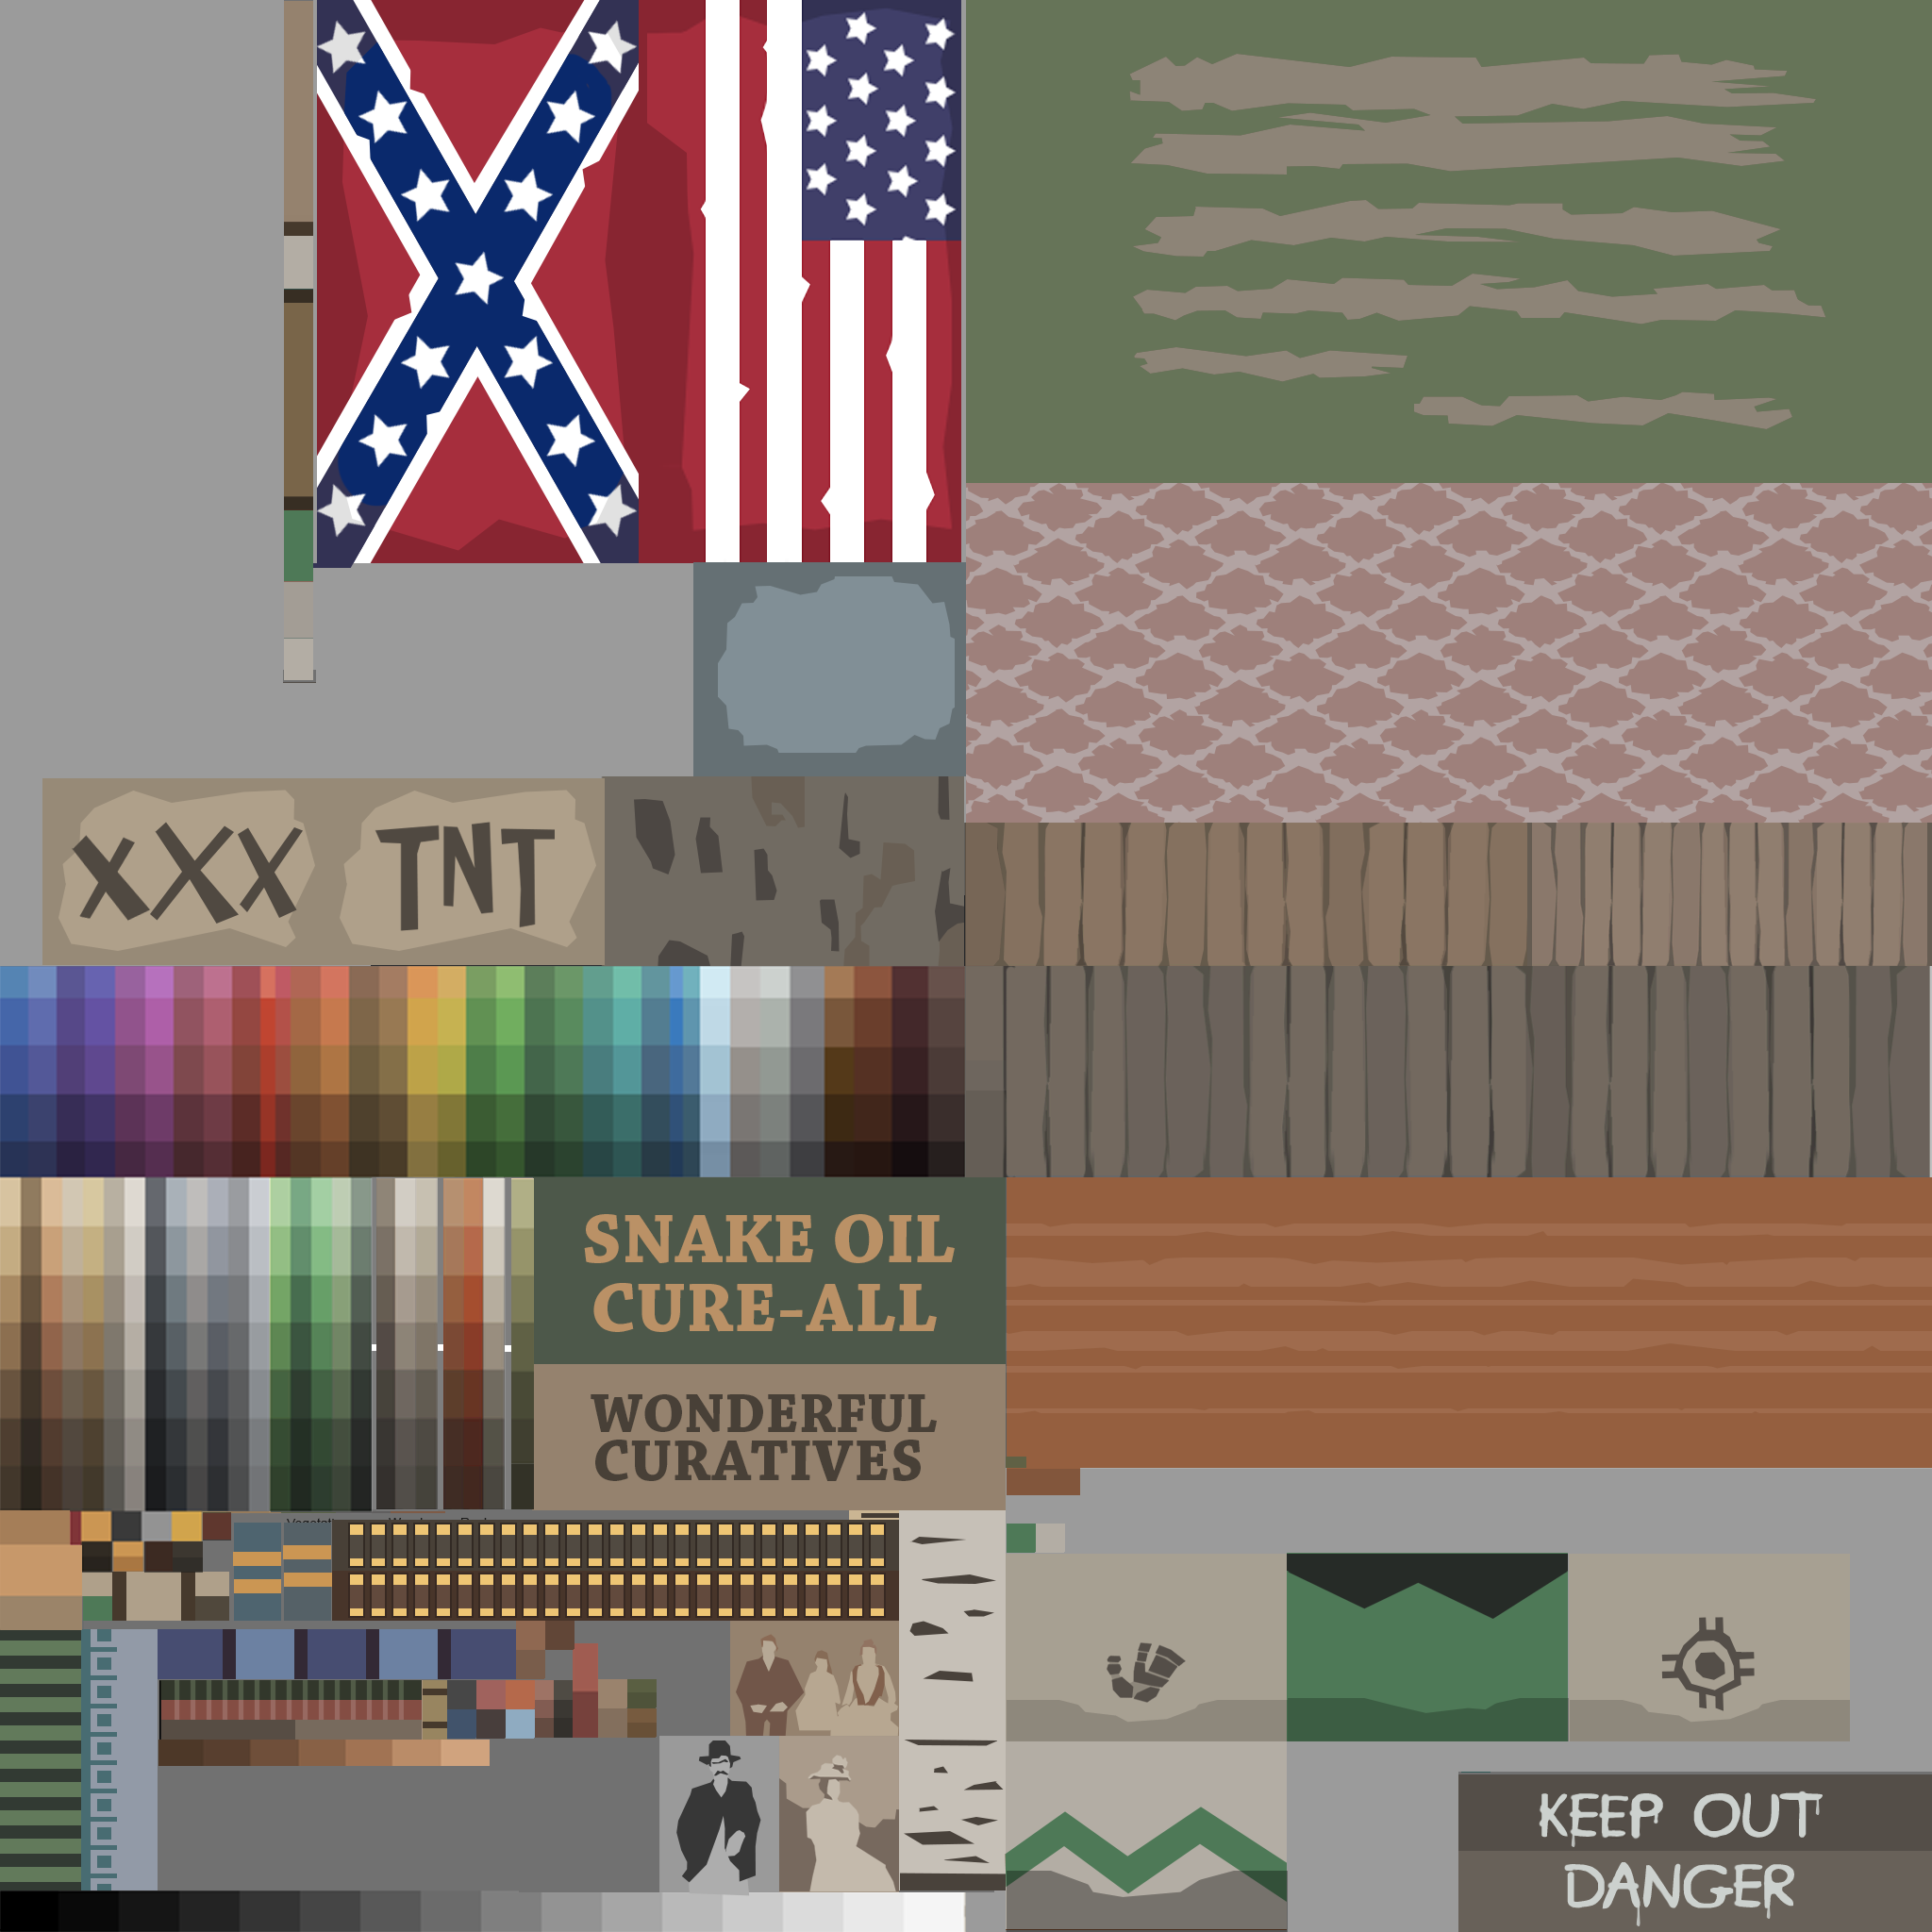 XXX
TNT
SNAKE OIL
CURE-ALL
WONDERFUL
CURATIVES
KEEP OUT
DANGER